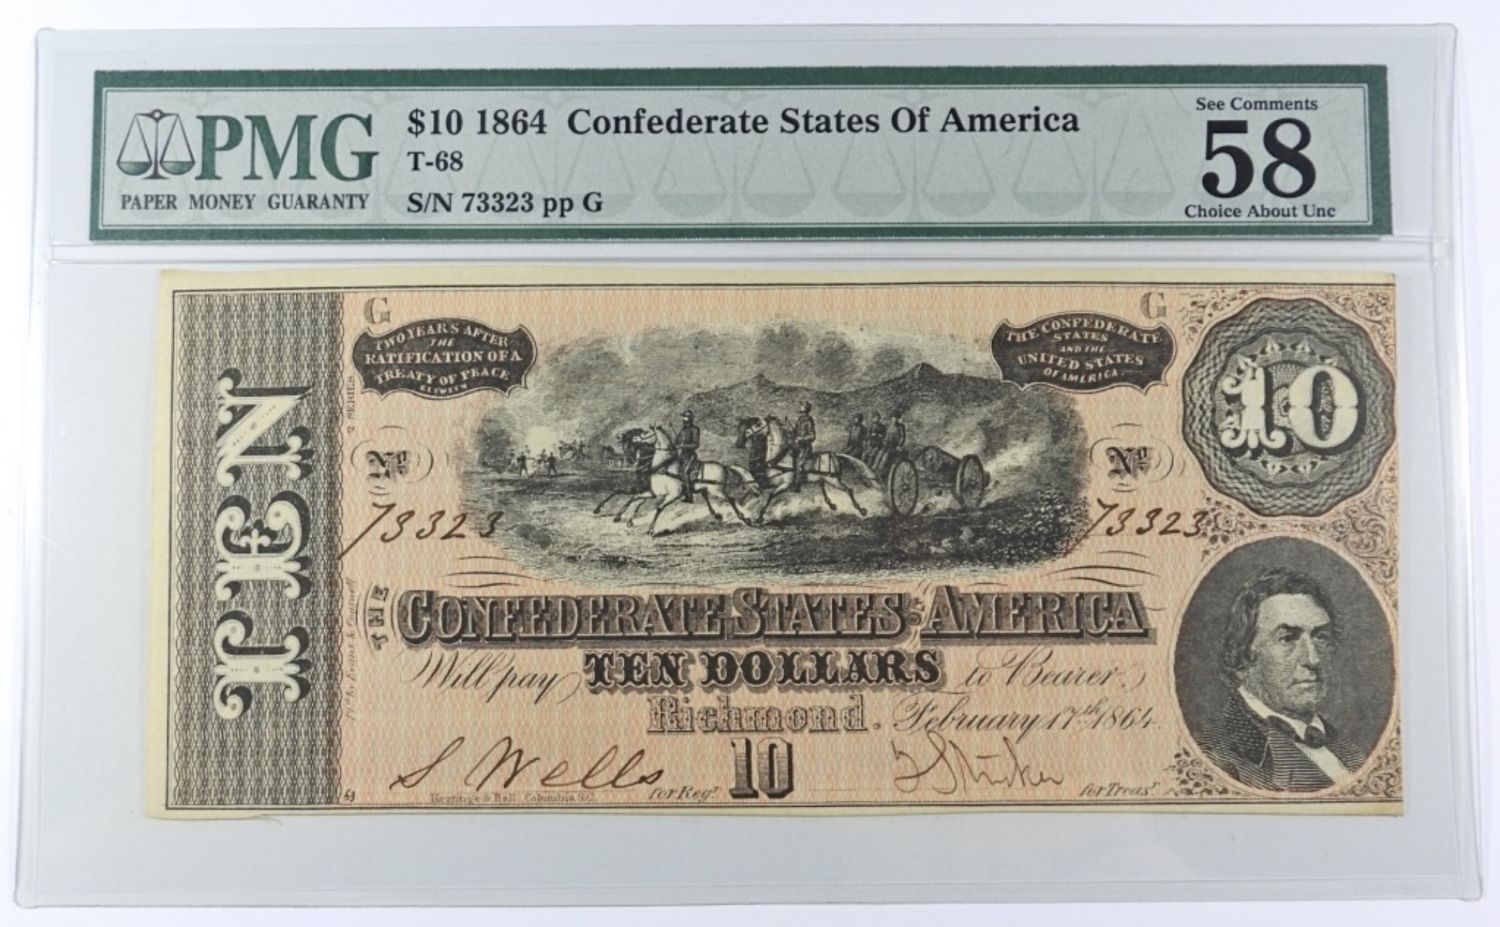 PMG
PAPER MONEY GUARANTY
$10 1864 Confederate States Of America
T-68
S/N 73323 pp G
See Comments
58
Choice About Unc
G
G
TWO YEARS AFTER
THE
RATIFICATION OF A
TREATY OF PEACE
BETWEEN
THE CONFEDERATE
STATES
AND THE
UNITED STATES
OF AMERICA.
10
TEN
2 SERIES
No
No
73323
73323
THE
CONFEDERATE STATES OF AMERICA
Will pay TEN DOLLARS to Bearer.
Richmond. February 17th 1864.
S Wells for Regr
10
for Treasr